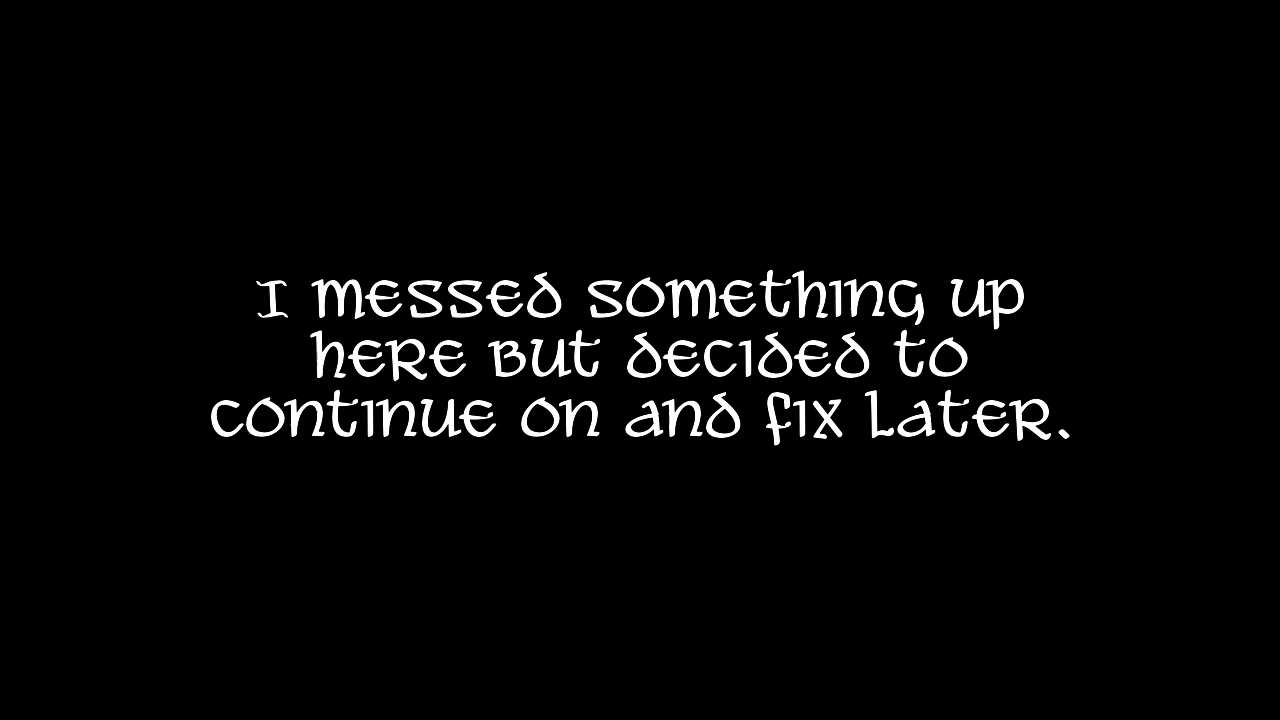 I messed something up
here but decided to
continue on and fix later.